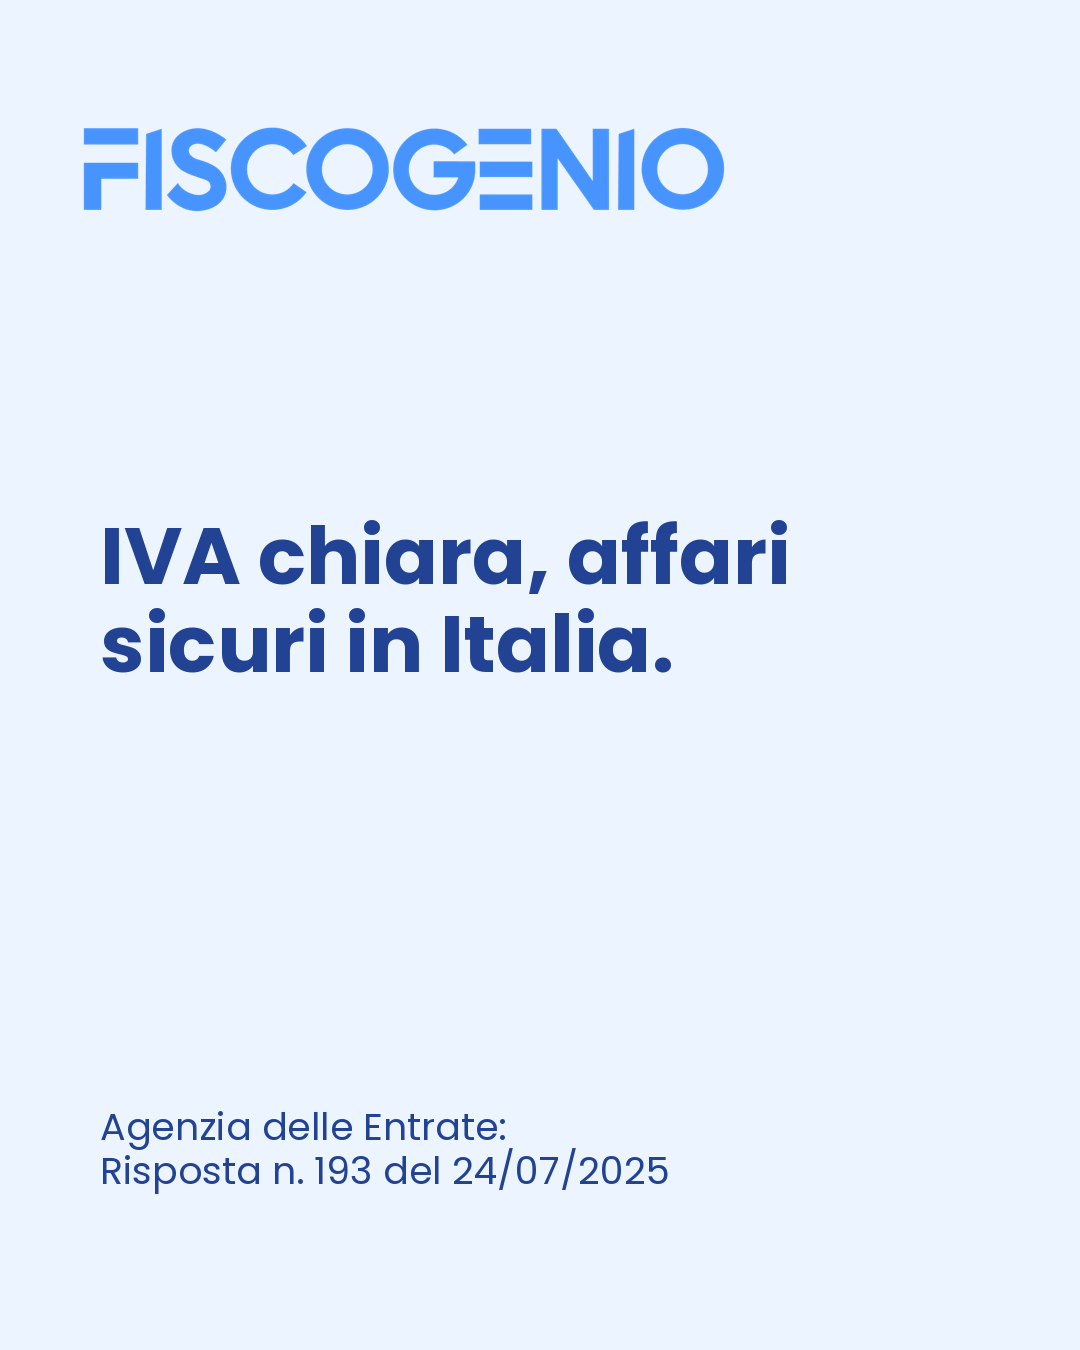 FISCOGENIO
IVA chiara, affari
sicuri in Italia.
Agenzia delle Entrate:
Risposta n. 193 del 24/07/2025